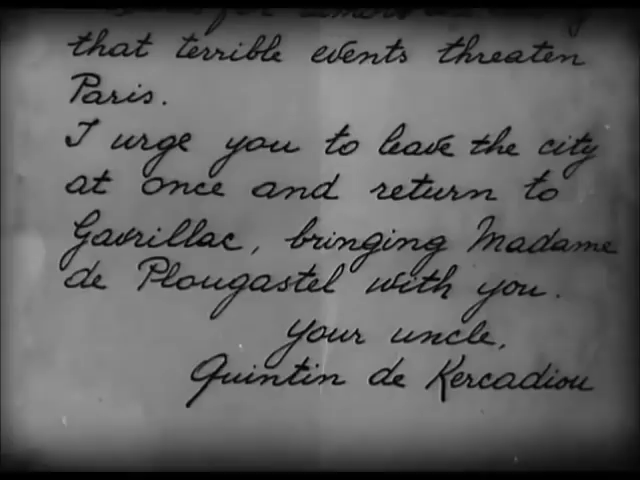 that terrible events threaten
Paris.
I urge you to leave the city
at once and return to
Gavrillac, bringing Madame
de Plougastel with you.
Your uncle,
Quintin de Kercadiou